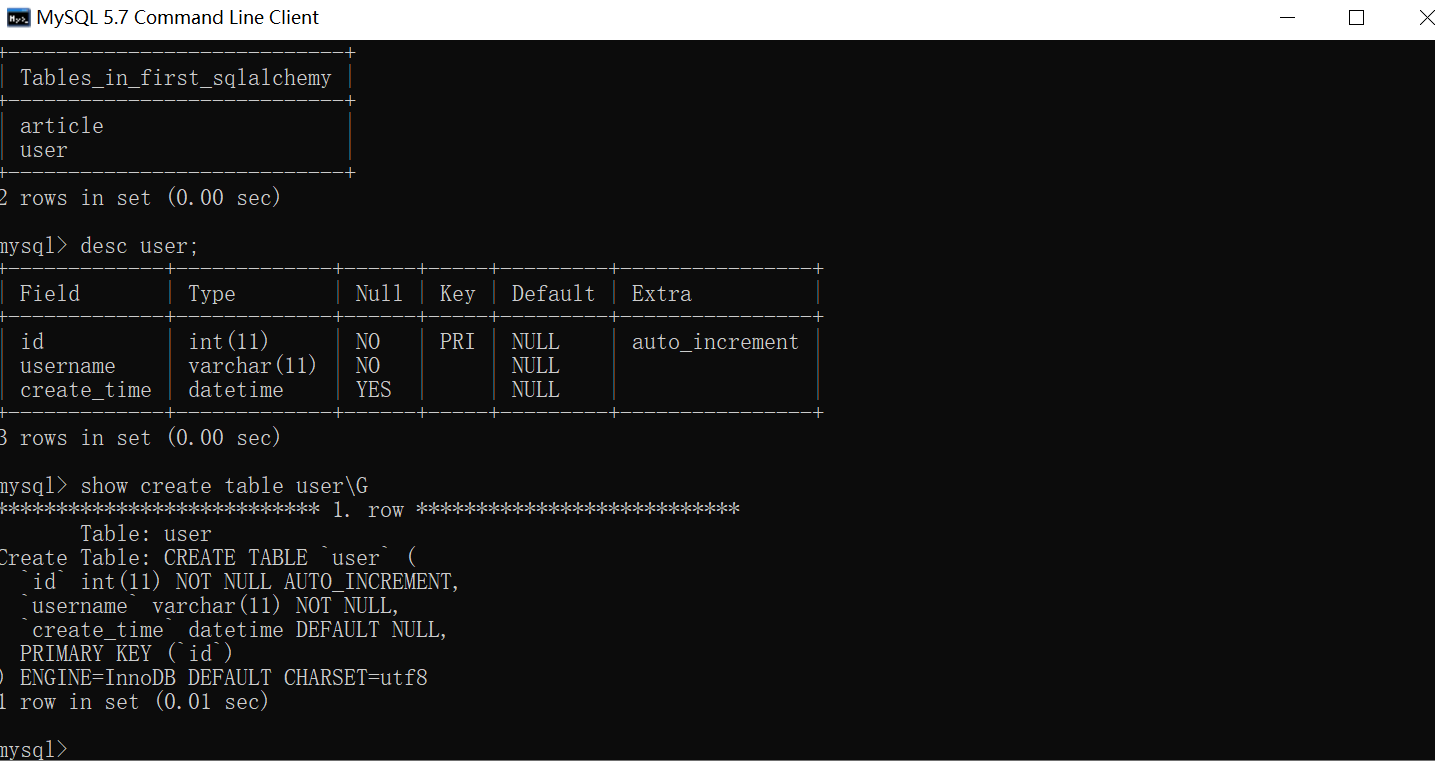 MySQL 5.7 Command Line Client
+----------------------------+
| Tables_in_first_sqlalchemy |
+----------------------------+
| article                    |
| user                       |
+----------------------------+
2 rows in set (0.00 sec)
mysql> desc user;
+-------------+-------------+------+-----+---------+----------------+
| Field       | Type        | Null | Key | Default | Extra          |
+-------------+-------------+------+-----+---------+----------------+
| id          | int(11)     | NO   | PRI | NULL    | auto_increment |
| username    | varchar(11) | NO   |     | NULL    |                |
| create_time | datetime    | YES  |     | NULL    |                |
+-------------+-------------+------+-----+---------+----------------+
3 rows in set (0.00 sec)
mysql> show create table user\G
*************************** 1. row ***************************
       Table: user
Create Table: CREATE TABLE `user` (
  `id` int(11) NOT NULL AUTO_INCREMENT,
  `username` varchar(11) NOT NULL,
  `create_time` datetime DEFAULT NULL,
  PRIMARY KEY (`id`)
) ENGINE=InnoDB DEFAULT CHARSET=utf8
1 row in set (0.01 sec)
mysql>